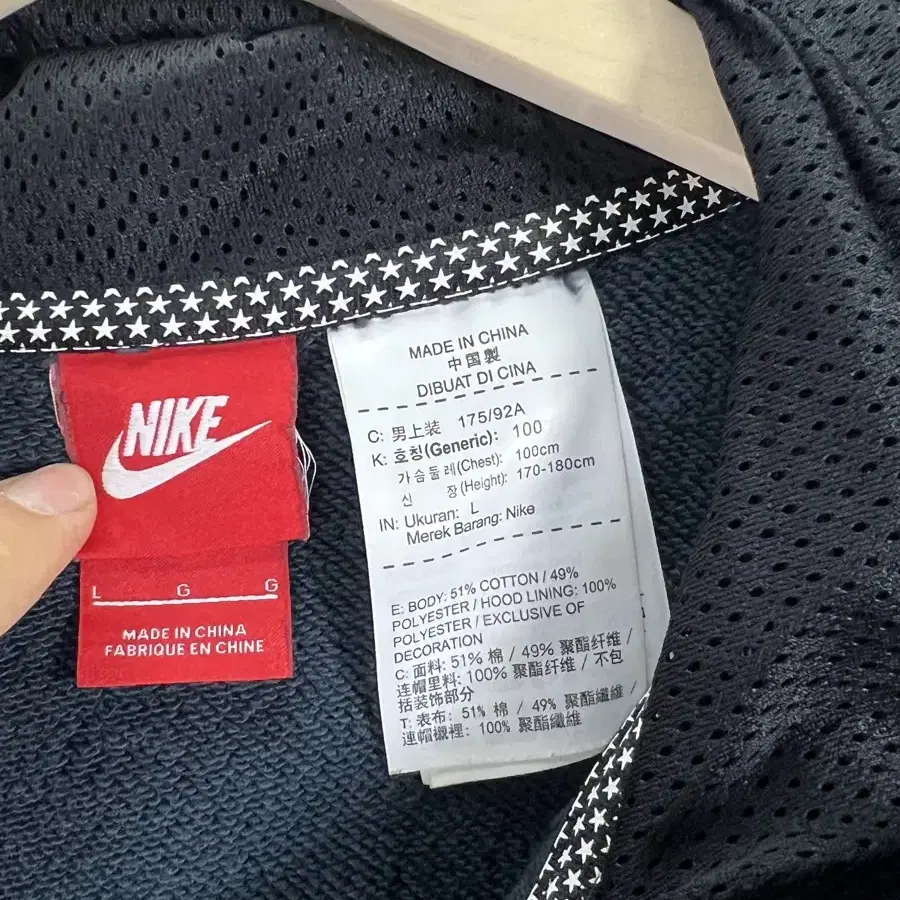 NIKE
L G G
MADE IN CHINA
FABRIQUE EN CHINE
MADE IN CHINA
中国製
DIBUAT DI CINA
C: 男上装 175/92A
K: 호칭(Generic): 100
가슴둘레(Chest): 100cm
신 장(Height): 170-180cm
IN: Ukuran: L
Merek Barang: Nike
E: BODY: 51% COTTON / 49%
POLYESTER / HOOD LINING: 100%
POLYESTER / EXCLUSIVE OF
DECORATION
C: 面料: 51% 棉 / 49% 聚酯纤维 /
连帽里料: 100% 聚酯纤维 / 不包
括装饰部分
T: 表布: 51% 棉 / 49% 聚酯纖維 /
連帽襯裡: 100% 聚酯纖維